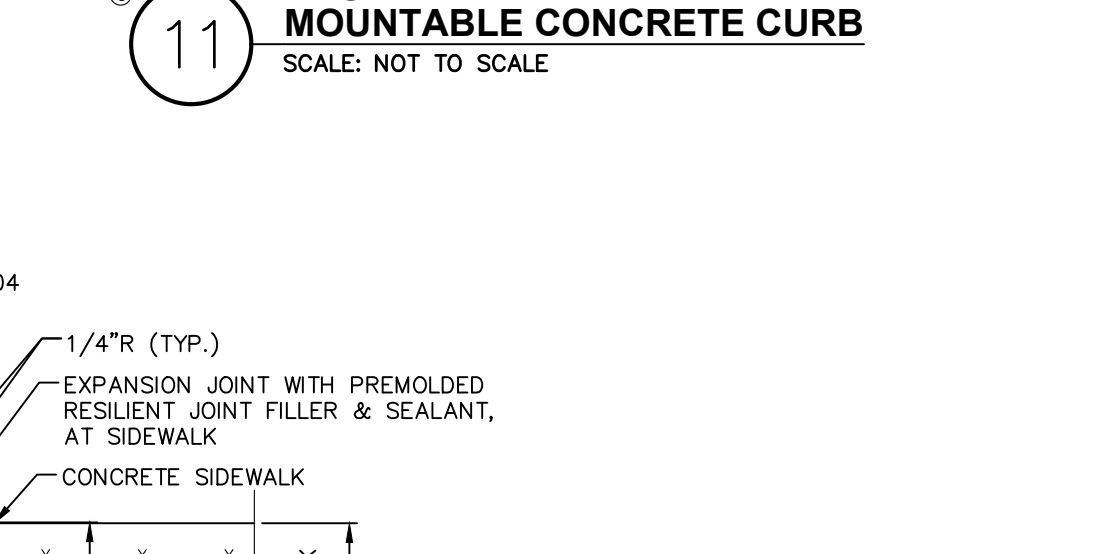 11
MOUNTABLE CONCRETE CURB
SCALE: NOT TO SCALE
04
1/4"R (TYP.)
EXPANSION JOINT WITH PREMOLDED
RESILIENT JOINT FILLER & SEALANT,
AT SIDEWALK
CONCRETE SIDEWALK